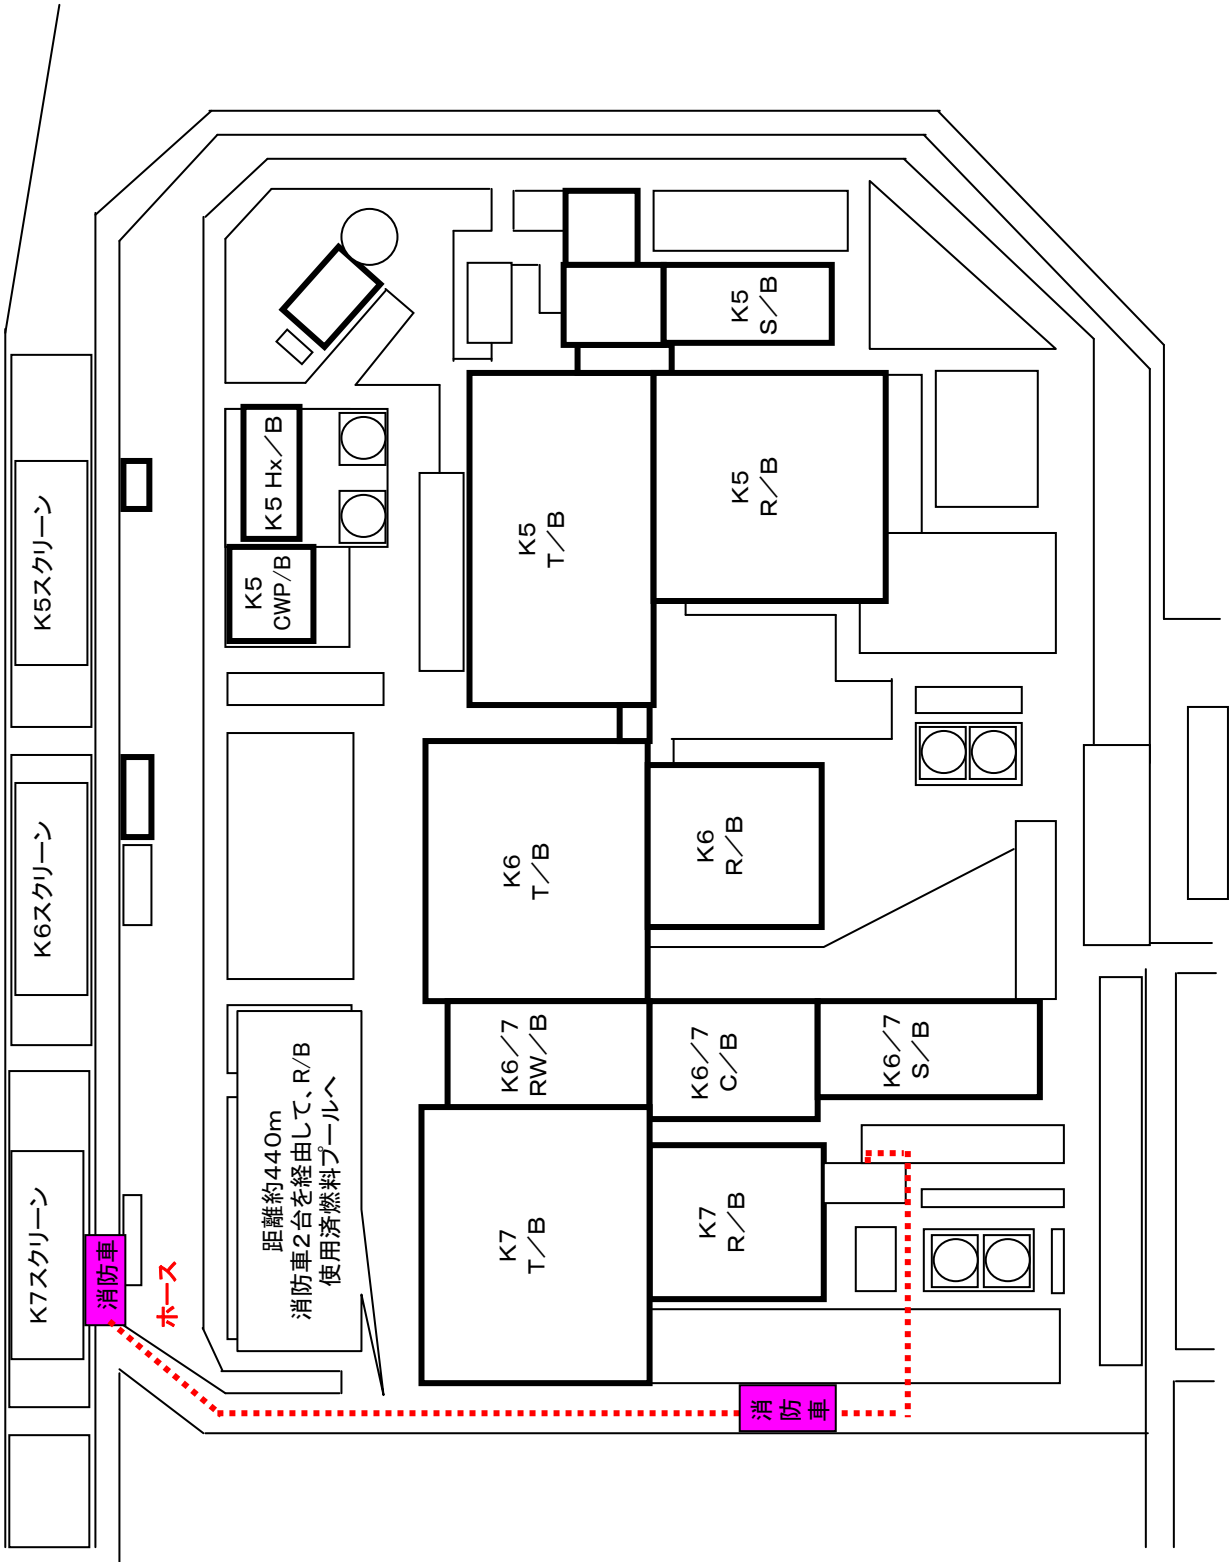 K5スクリーン
K6スクリーン
K7スクリーン
消防車
ホース
K5 Hx/B
K5
CWP/B
距離約440m
消防車2台を経由して、R/B
使用済燃料プールへ
K5
T/B
K5
S/B
K5
R/B
K6
T/B
K6
R/B
K6/7
RW/B
K6/7
C/B
K6/7
S/B
K7
T/B
K7
R/B
消防車